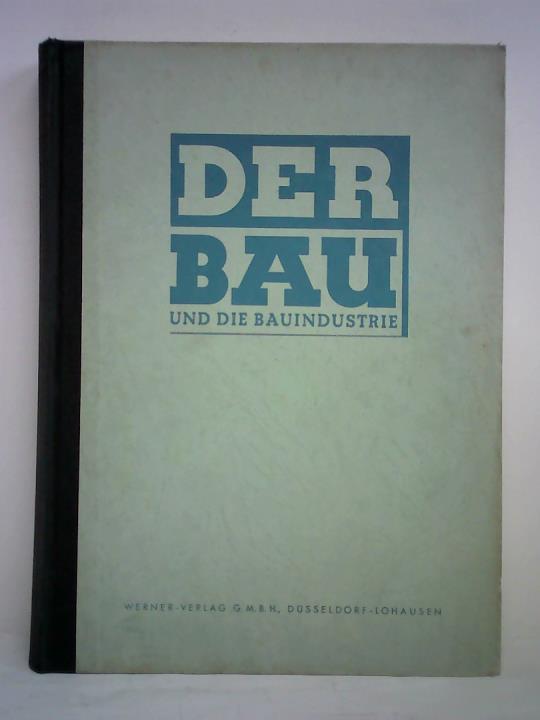 DER
BAU
UND DIE BAUINDUSTRIE
WERNER-VERLAG G.M.B.H., DÜSSELDORF-LOHAUSEN